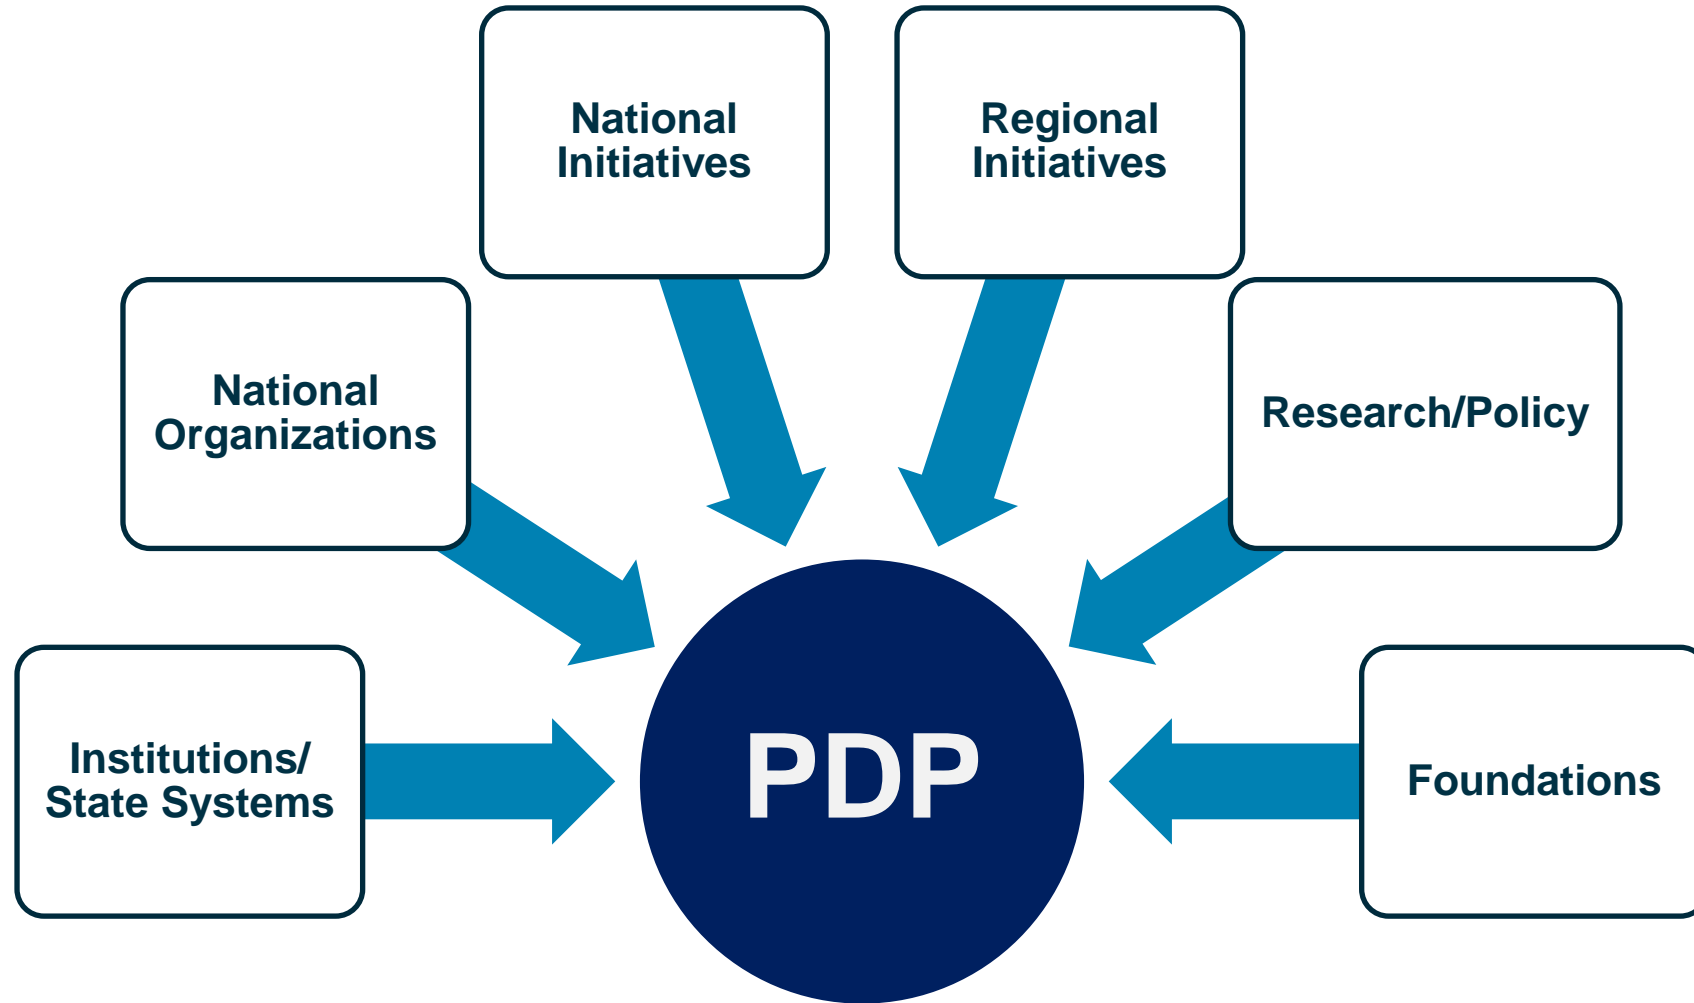 National
Initiatives
Regional
Initiatives
National
Organizations
Research/Policy
Institutions/
State Systems
PDP
Foundations